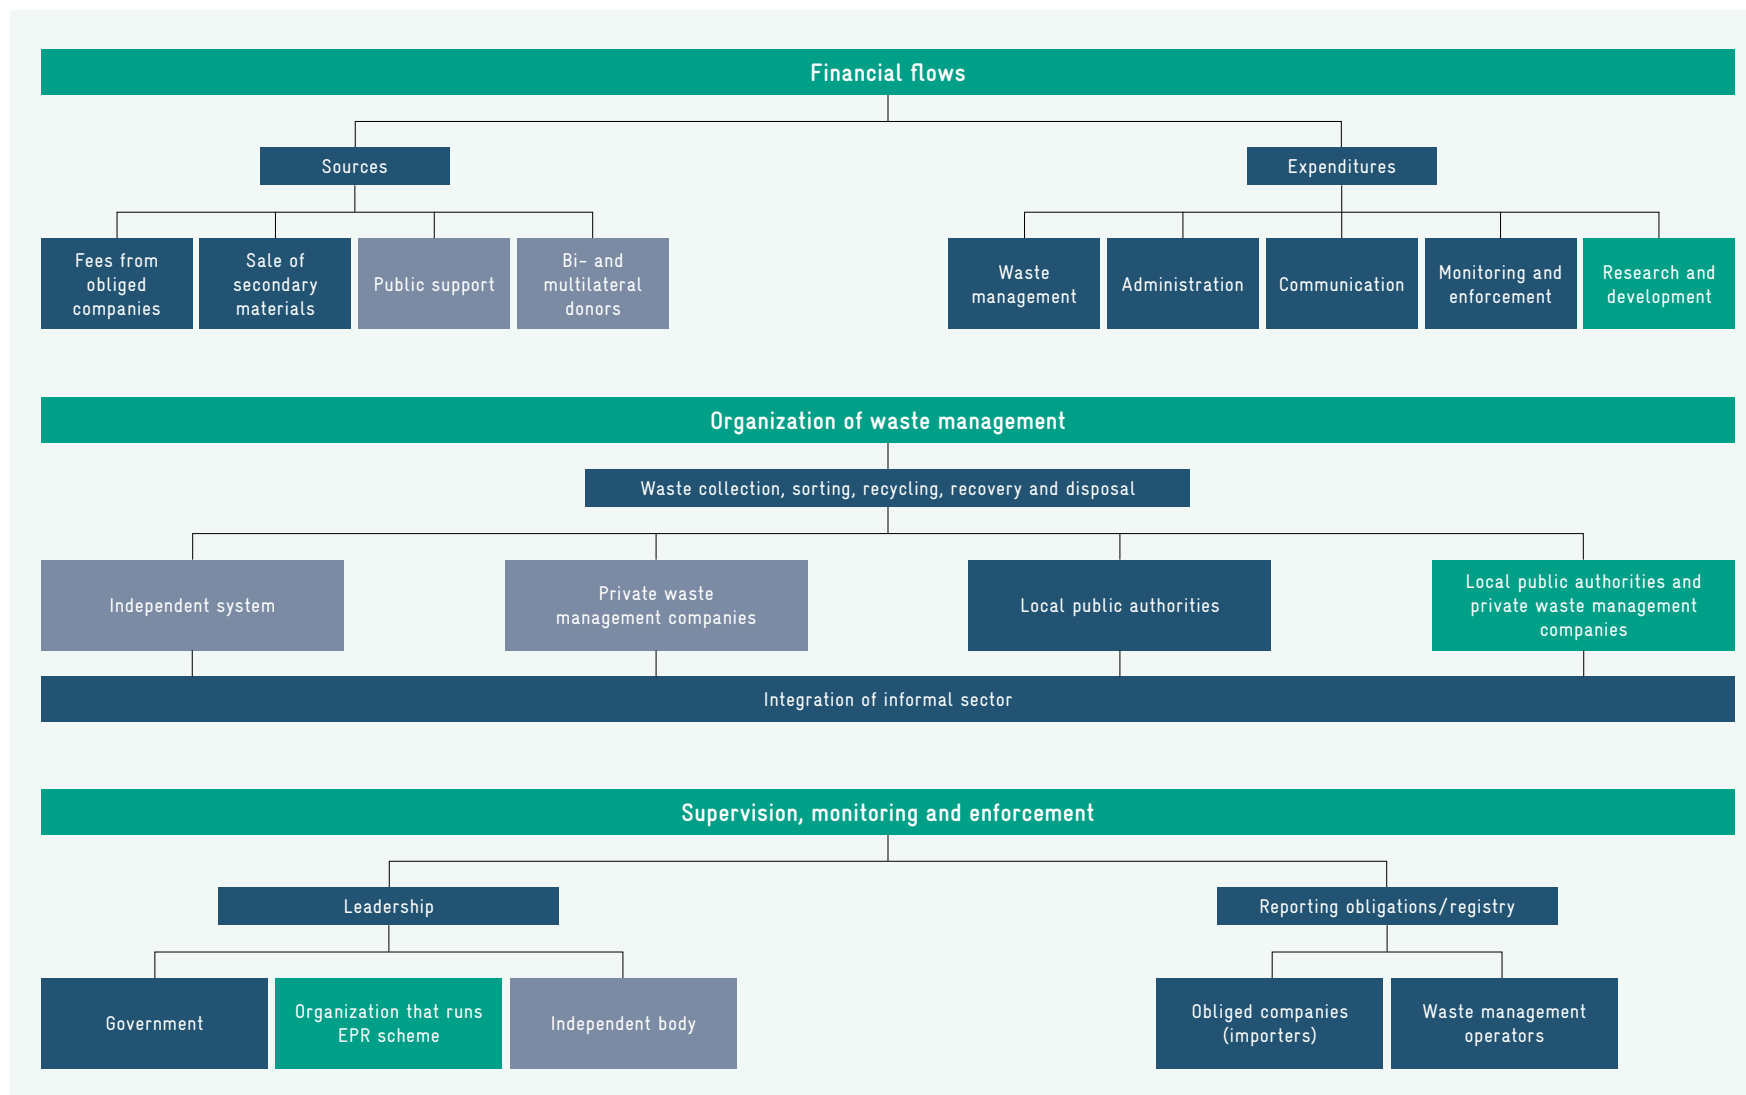 Financial flows
Sources
Expenditures
Fees from
obliged
companies
Sale of
secondary
materials
Public support
Bi- and
multilateral
donors
Waste
management
Administration
Communication
Monitoring and
enforcement
Research and
development
Organization of waste management
Waste collection, sorting, recycling, recovery and disposal
Independent system
Private waste
management companies
Local public authorities
Local public authorities and
private waste management
companies
Integration of informal sector
Supervision, monitoring and enforcement
Leadership
Reporting obligations/registry
Government
Organization that runs
EPR scheme
Independent body
Obliged companies
(importers)
Waste management
operators